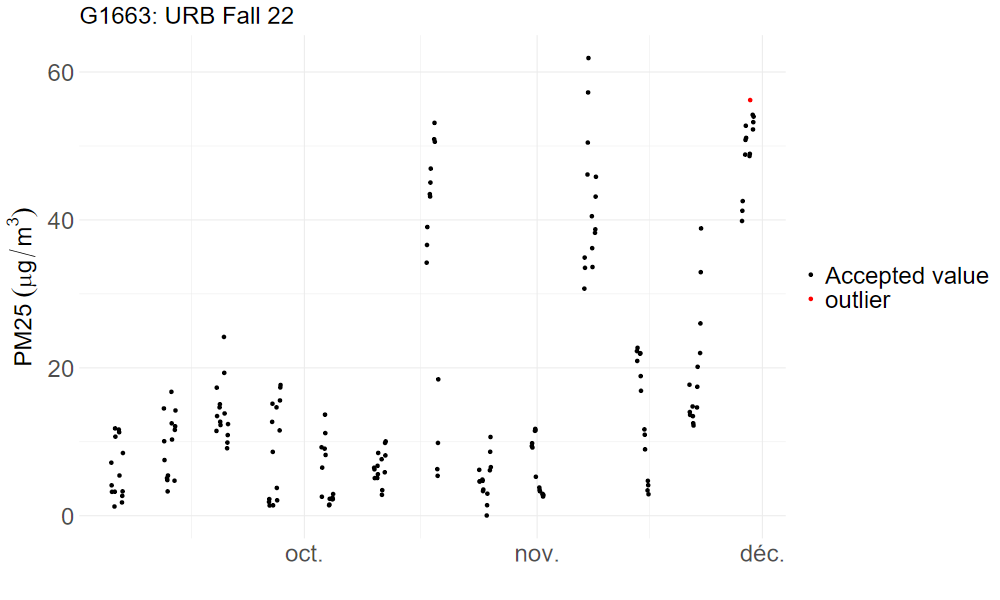 G1663: URB Fall 22
60
40
20
0
PM25 (μg/m³)
oct. nov. déc.
Accepted value
outlier